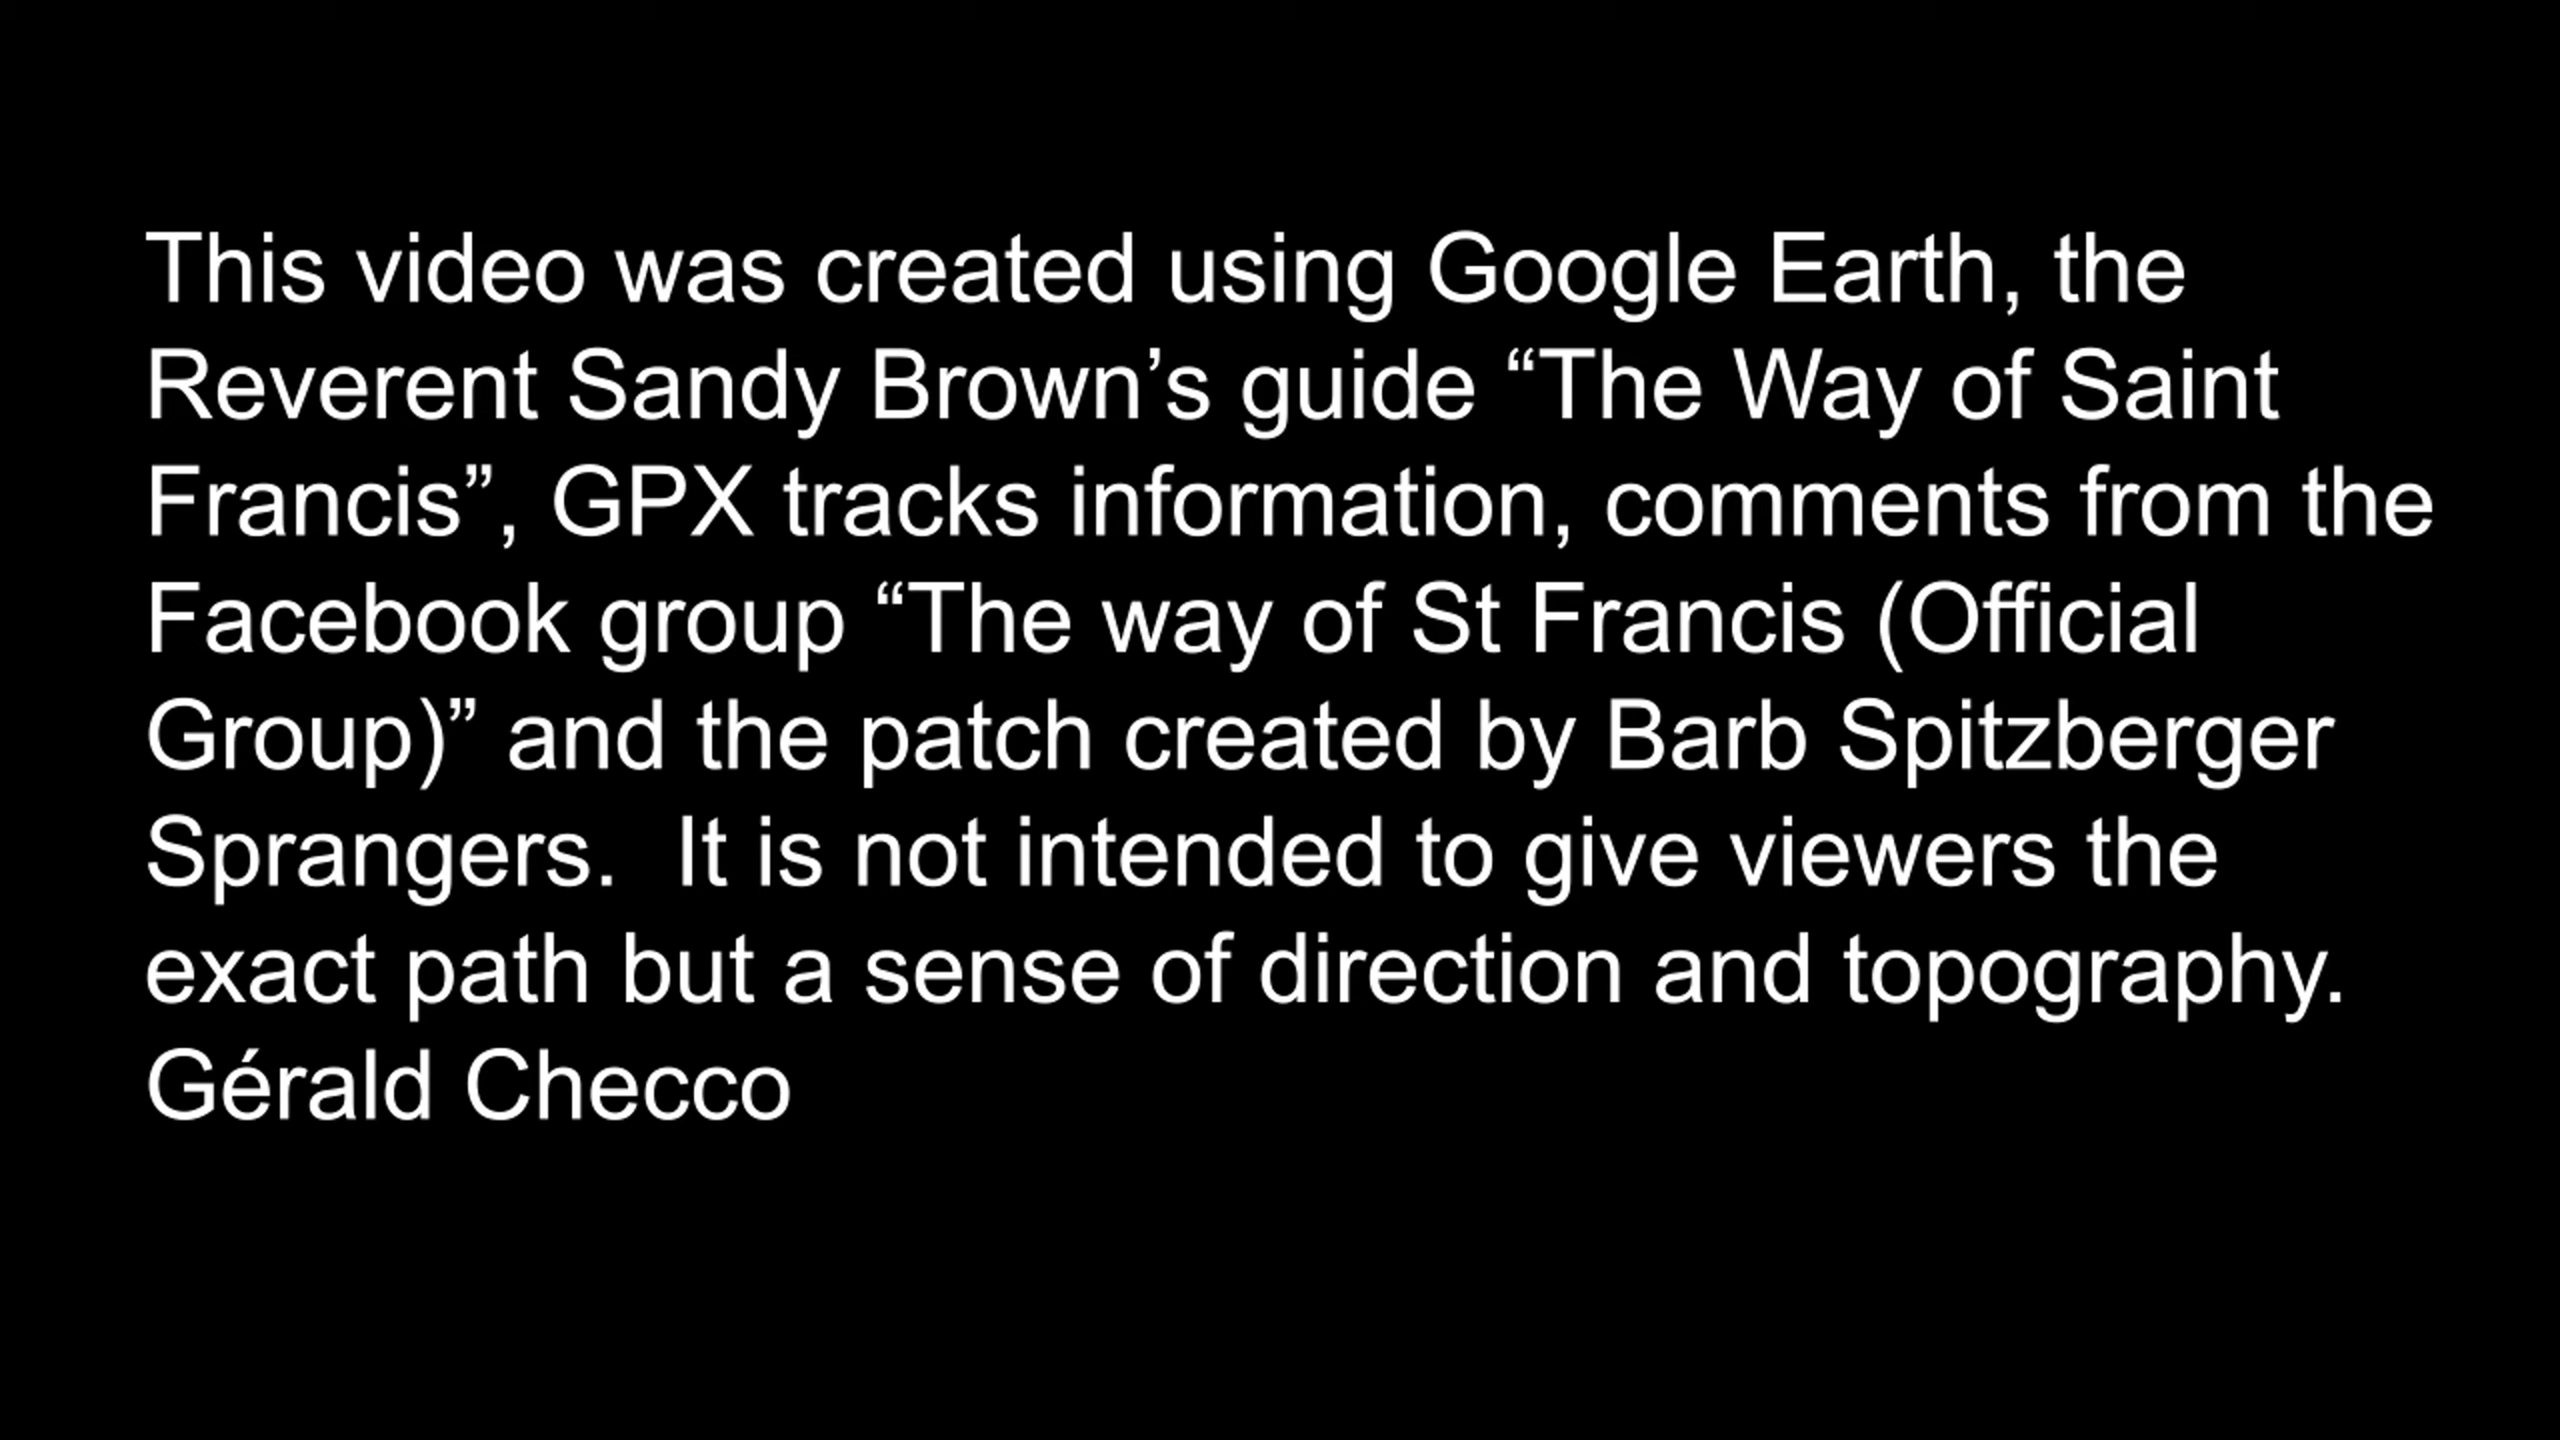 This video was created using Google Earth, the
Reverent Sandy Brown’s guide “The Way of Saint
Francis”, GPX tracks information, comments from the
Facebook group “The way of St Francis (Official
Group)” and the patch created by Barb Spitzberger
Sprangers.  It is not intended to give viewers the
exact path but a sense of direction and topography.
Gérald Checco